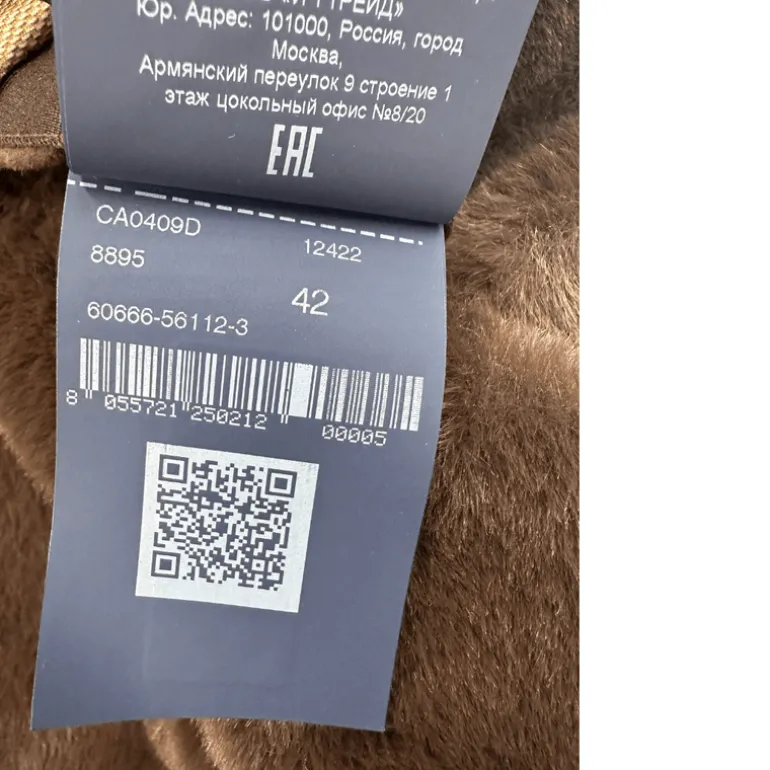 ТРЕЙД»
Юр. Адрес: 101000, Россия, город
Москва,
Армянский переулок 9 строение 1
этаж цокольный офис №8/20
EAC
CA0409D
12422
8895
42
60666-56112-3
8 055721 250212
00005